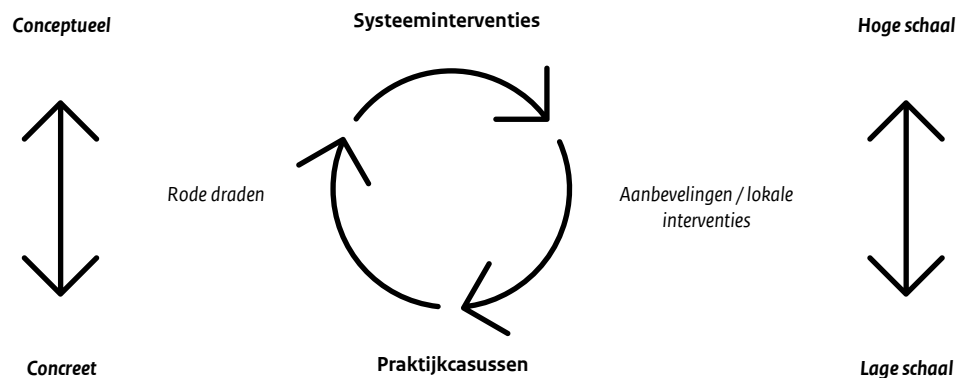 Conceptueel
Systeeminterventies
Hoge schaal
Rode draden
Aanbevelingen / lokale
interventies
Concreet
Praktijkcasussen
Lage schaal